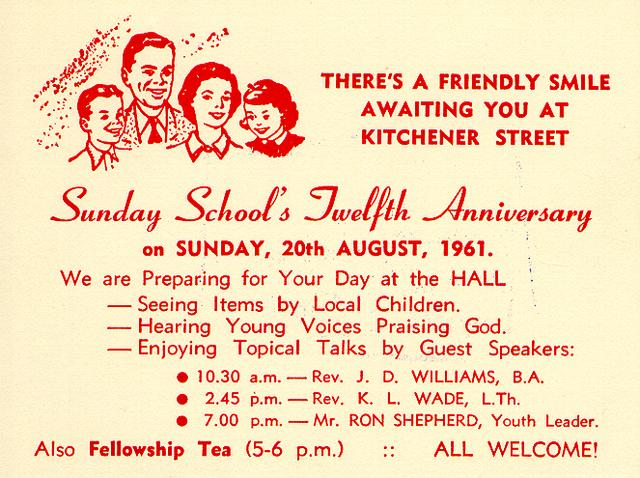 THERE'S A FRIENDLY SMILE
AWAITING YOU AT
KITCHENER STREET
Sunday School's Twelfth Anniversary
on SUNDAY, 20th AUGUST, 1961.
We are Preparing for Your Day at the HALL
— Seeing Items by Local Children.
— Hearing Young Voices Praising God.
— Enjoying Topical Talks by Guest Speakers:
● 10.30 a.m. — Rev. J. D. WILLIAMS, B.A.
● 2.45 p.m. — Rev. K. L. WADE, L.Th.
● 7.00 p.m. — Mr. RON SHEPHERD, Youth Leader.
Also Fellowship Tea (5-6 p.m.) :: ALL WELCOME!